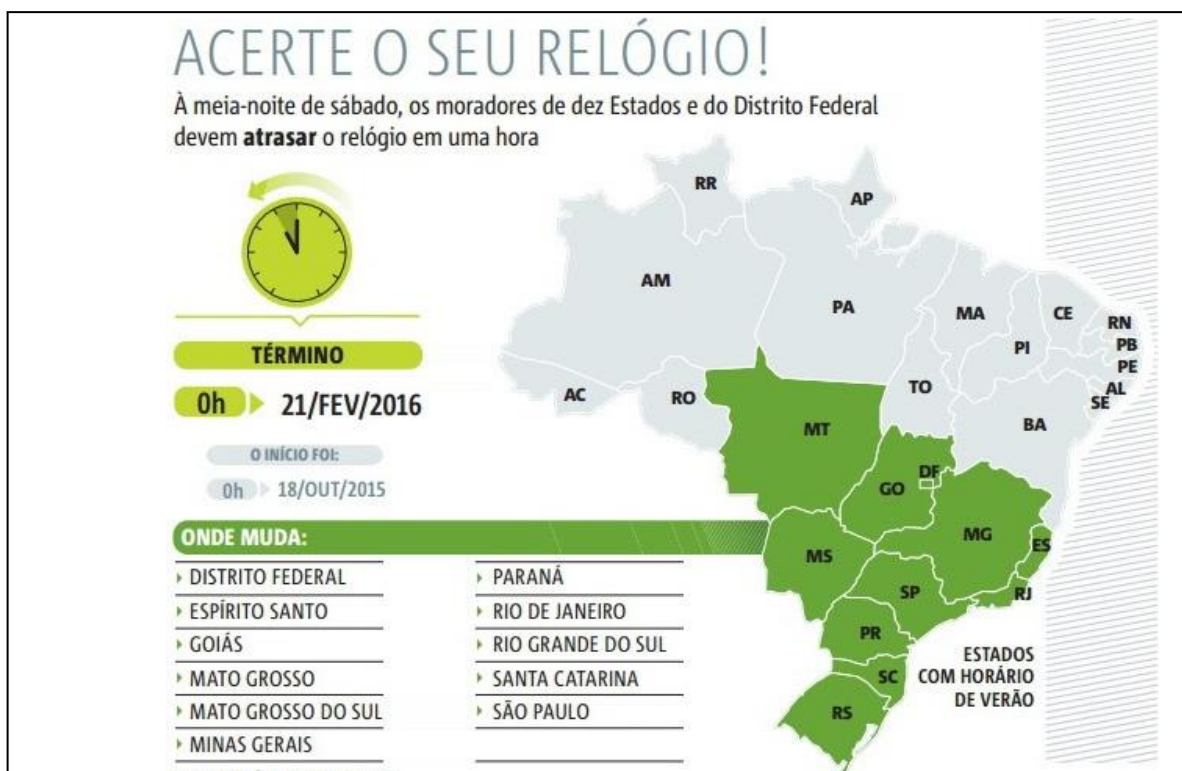 ACERTE O SEU RELÓGIO!
À meia-noite de sábado, os moradores de dez Estados e do Distrito Federal
devem atrasar o relógio em uma hora
TÉRMINO
0h 21/FEV/2016
O INÍCIO FOI:
0h 18/OUT/2015
ONDE MUDA:
DISTRITO FEDERAL
ESPÍRITO SANTO
GOIÁS
MATO GROSSO
MATO GROSSO DO SUL
MINAS GERAIS
PARANÁ
RIO DE JANEIRO
RIO GRANDE DO SUL
SANTA CATARINA
SÃO PAULO
RR
AP
AM
PA
MA
CE
RN
PI
PB
PE
AC
RO
TO
AL
SE
BA
MT
DF
GO
MG
ES
MS
SP
RJ
PR
SC
RS
ESTADOS
COM HORÁRIO
DE VERÃO